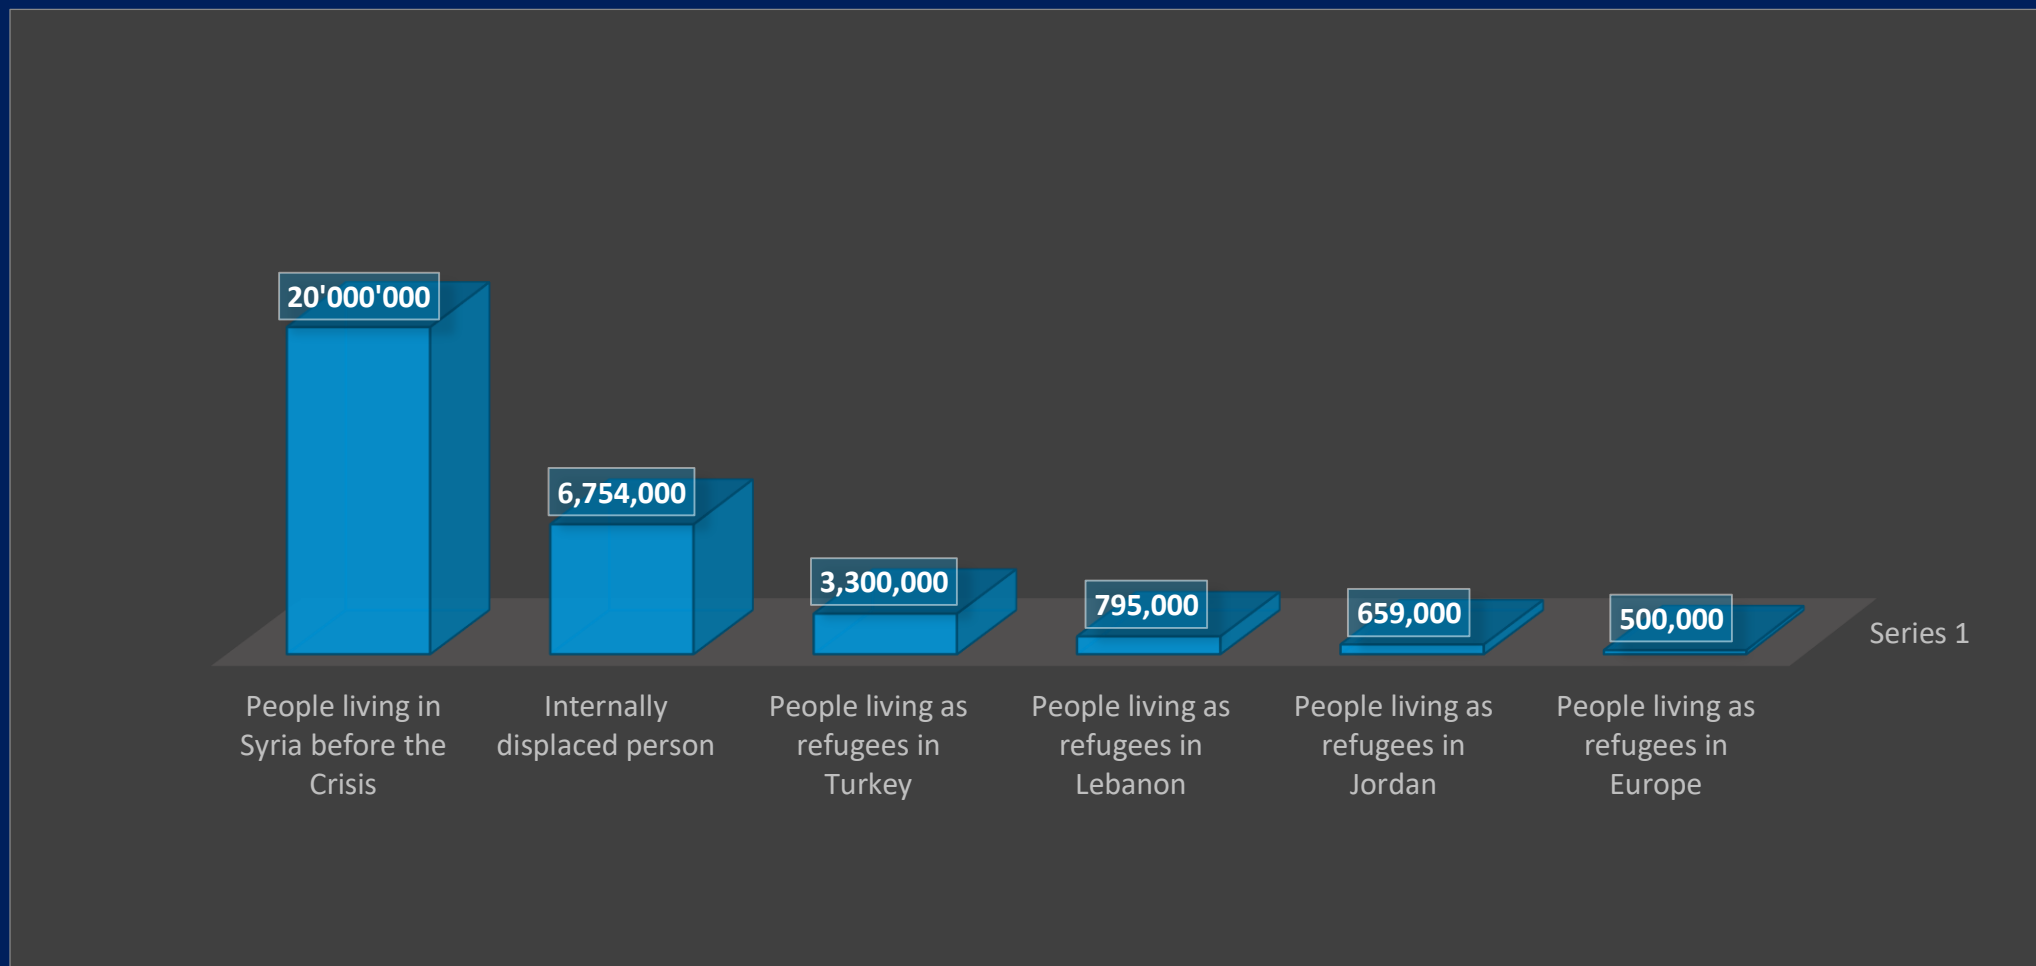 20'000'000
6,754,000
3,300,000
795,000
659,000
500,000
Series 1
People living in
Syria before the
Crisis
Internally
displaced person
People living as
refugees in
Turkey
People living as
refugees in
Lebanon
People living as
refugees in
Jordan
People living as
refugees in
Europe